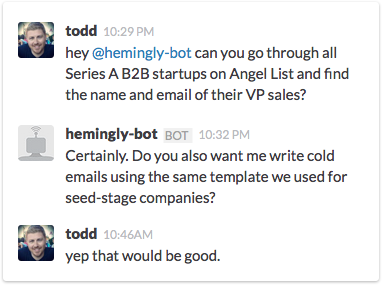 todd 10:29 PM
hey @hemingly-bot can you go through all
Series A B2B startups on Angel List and find
the name and email of their VP sales?
hemingly-bot BOT 10:32 PM
Certainly. Do you also want me write cold
emails using the same template we used for
seed-stage companies?
todd 10:46AM
yep that would be good.